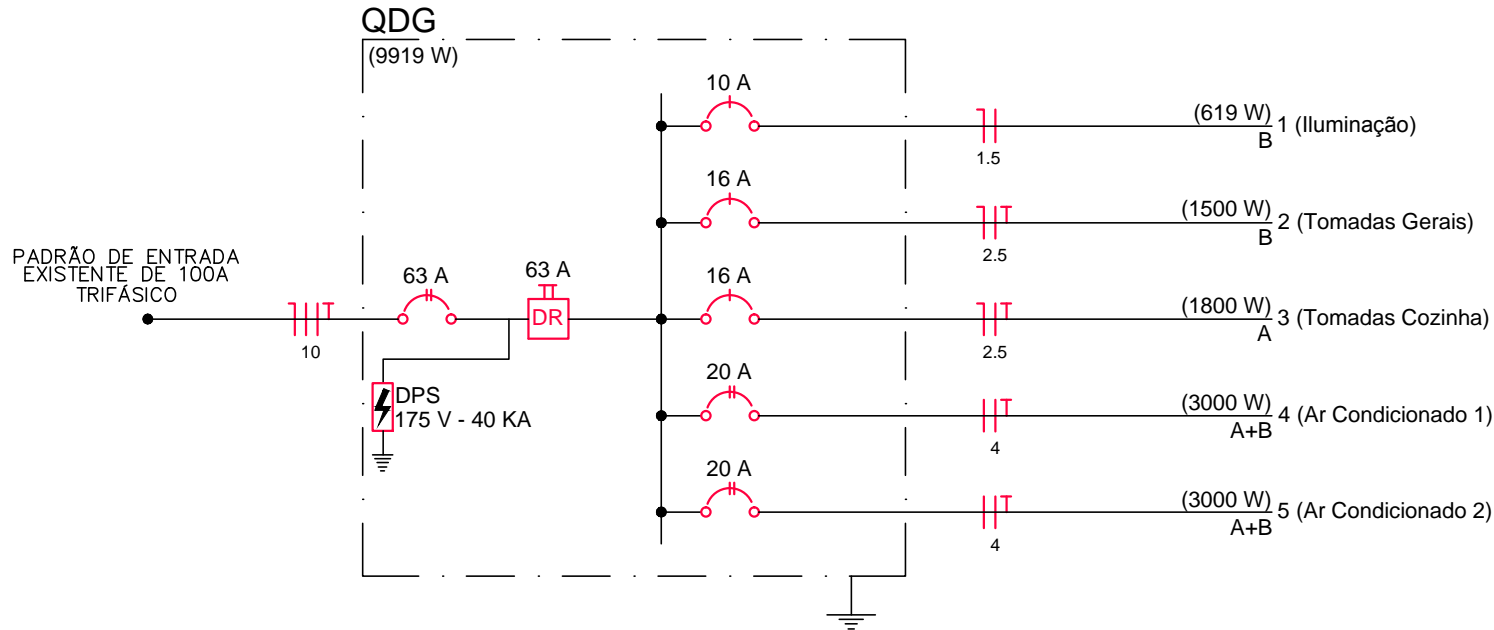 QDG
(9919 W)
PADRÃO DE ENTRADA
EXISTENTE DE 100A
TRIFÁSICO
10
63 A
63 A
DR
DPS
175 V - 40 KA
10 A
1.5
(619 W)
B
1 (Iluminação)
16 A
2.5
(1500 W)
B
2 (Tomadas Gerais)
16 A
2.5
(1800 W)
A
3 (Tomadas Cozinha)
20 A
4
(3000 W)
A+B
4 (Ar Condicionado 1)
20 A
4
(3000 W)
A+B
5 (Ar Condicionado 2)